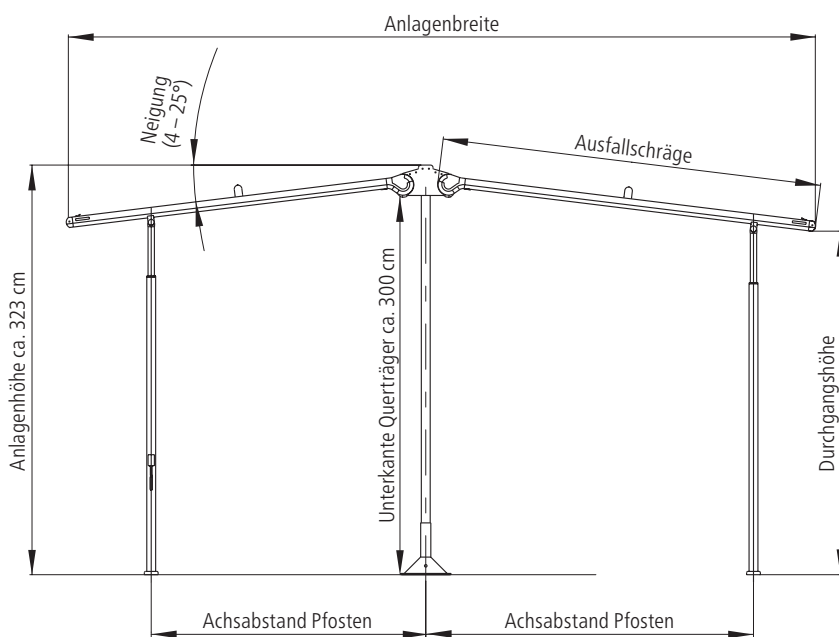 Anlagenbreite
Neigung
(4 – 25°)
Ausfallschräge
Anlagenhöhe ca. 323 cm
Unterkante Querträger ca. 300 cm
Durchgangshöhe
Achsabstand Pfosten
Achsabstand Pfosten